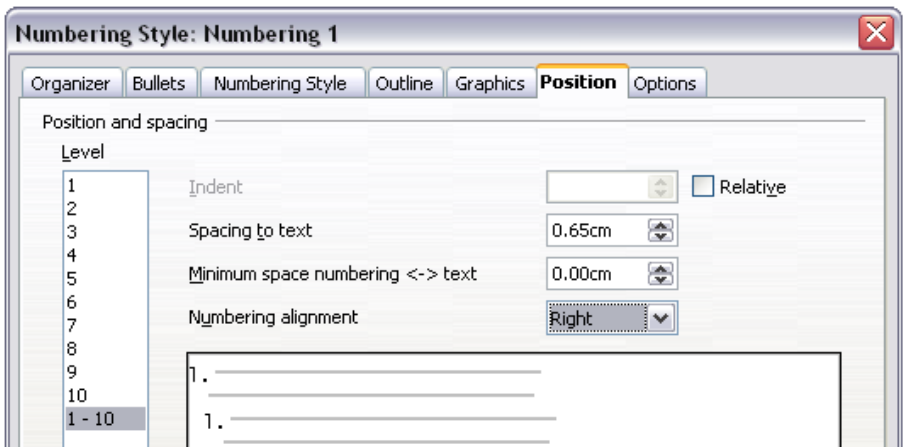 Numbering Style: Numbering 1
Organizer Bullets Numbering Style Outline Graphics Position Options
Position and spacing
Level
1
2
3
4
5
6
7
8
9
10
1 - 10
Indent Relative
Spacing to text 0.65cm
Minimum space numbering <-> text 0.00cm
Numbering alignment Right
1.
1.